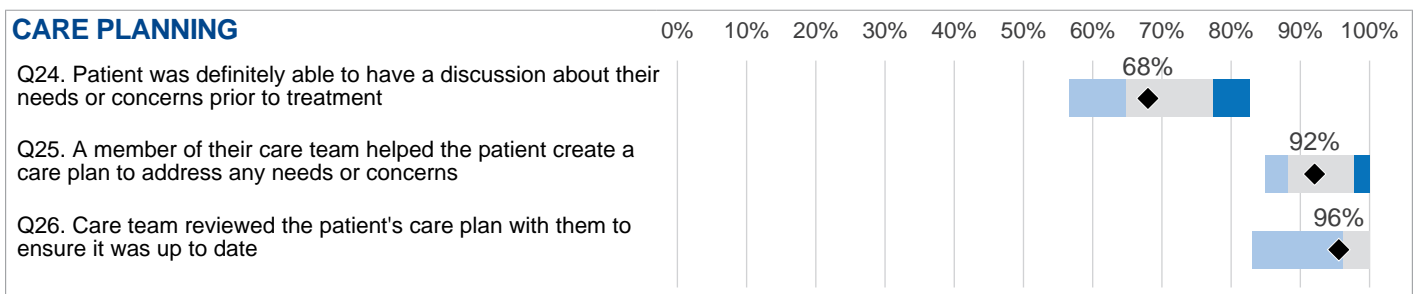 CARE PLANNING
0% 10% 20% 30% 40% 50% 60% 70% 80% 90% 100%
Q24. Patient was definitely able to have a discussion about their
needs or concerns prior to treatment
68%
Q25. A member of their care team helped the patient create a
care plan to address any needs or concerns
92%
Q26. Care team reviewed the patient's care plan with them to
ensure it was up to date
96%